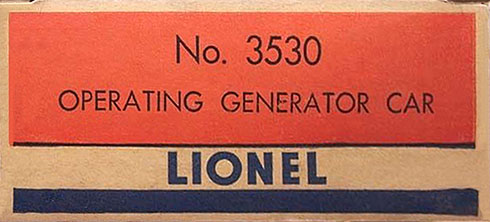 No. 3530
OPERATING GENERATOR CAR
LIONEL